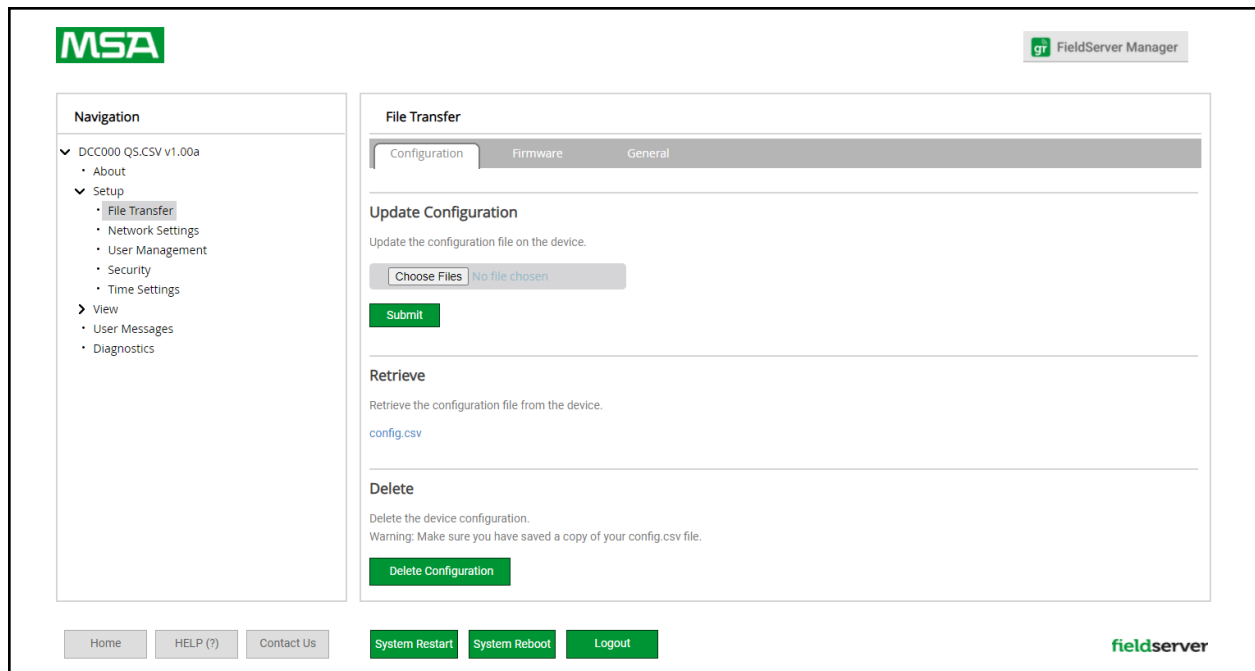 MSA
FieldServer Manager
Navigation
DCC000 QS.CSV v1.00a
About
Setup
File Transfer
Network Settings
User Management
Security
Time Settings
View
User Messages
Diagnostics
File Transfer
Configuration Firmware General
Update Configuration
Update the configuration file on the device.
Choose Files No file chosen
Submit
Retrieve
Retrieve the configuration file from the device.
config.csv
Delete
Delete the device configuration.
Warning: Make sure you have saved a copy of your config.csv file.
Delete Configuration
Home HELP (?) Contact Us System Restart System Reboot Logout
fieldserver